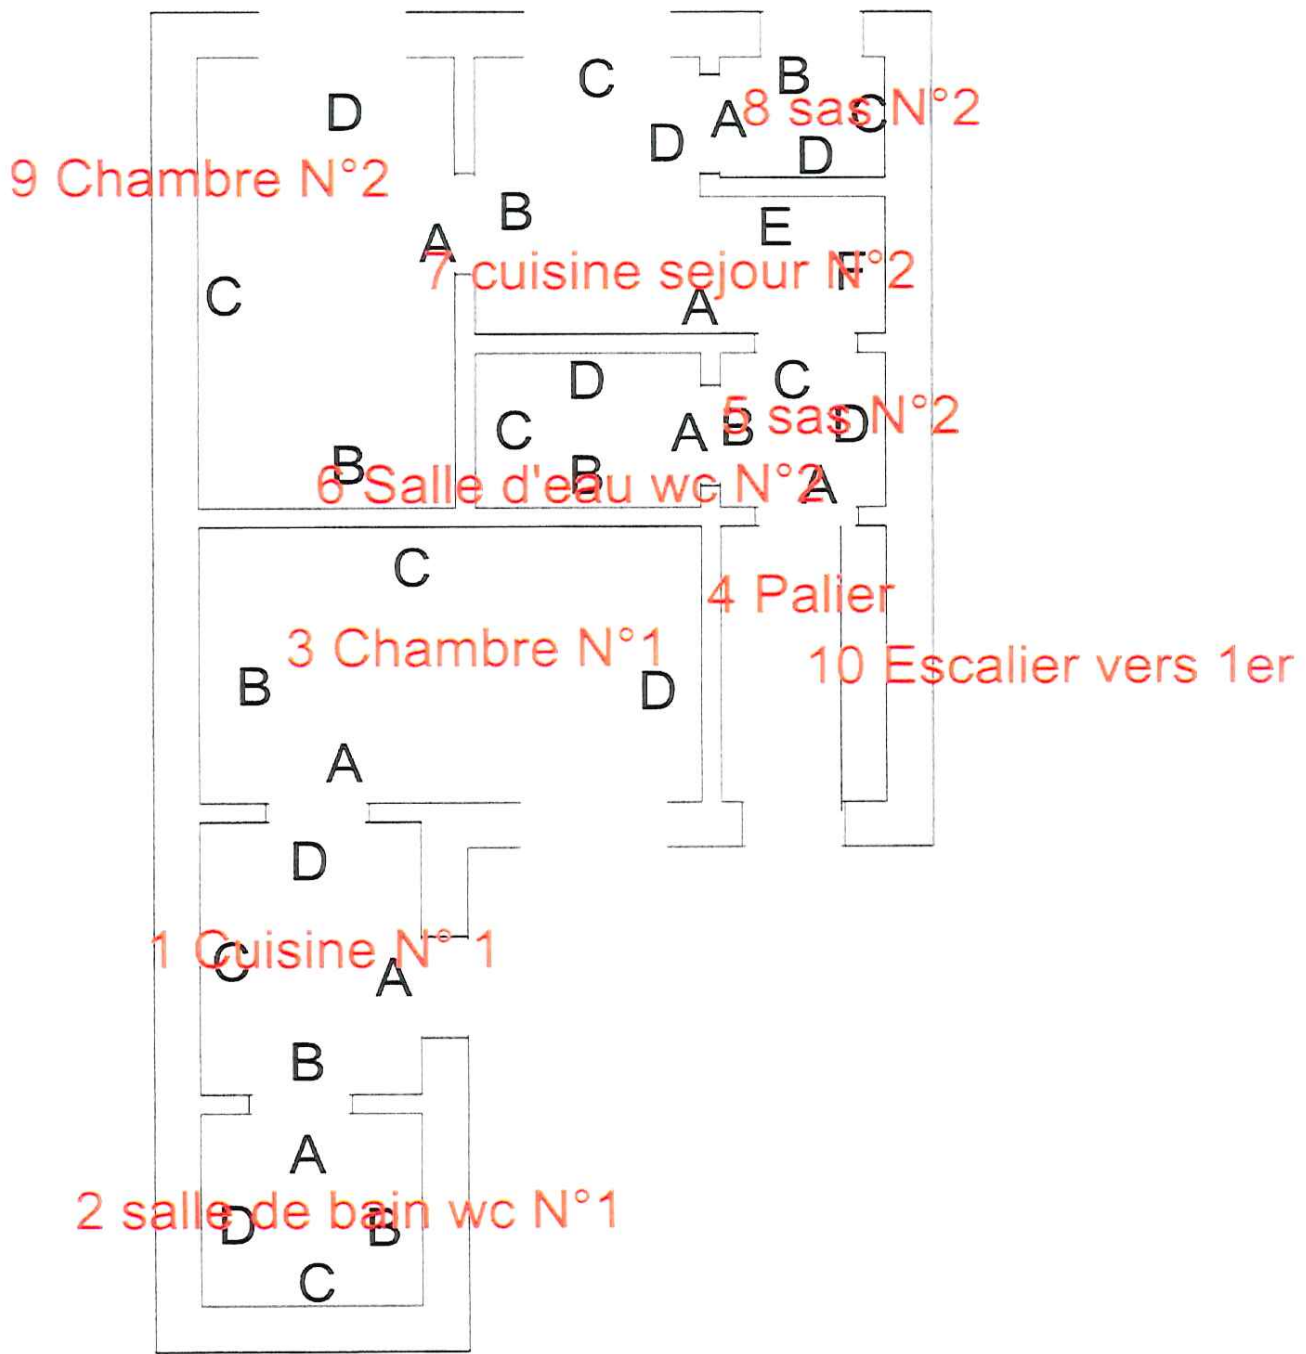 C
B
D
A
8 sas N°2
C
D
D
9 Chambre N°2
B
E
A
7 cuisine sejour N°2
F
C
A
D
C
C
A
B
5 sas N°2
D
B
6 Salle d'eau wc N°2
B
A
C
4 Palier
3 Chambre N°1
10 Escalier vers 1er
B
D
A
D
1 Cuisine N° 1
C
A
B
A
2 salle de bain wc N°1
D
B
C